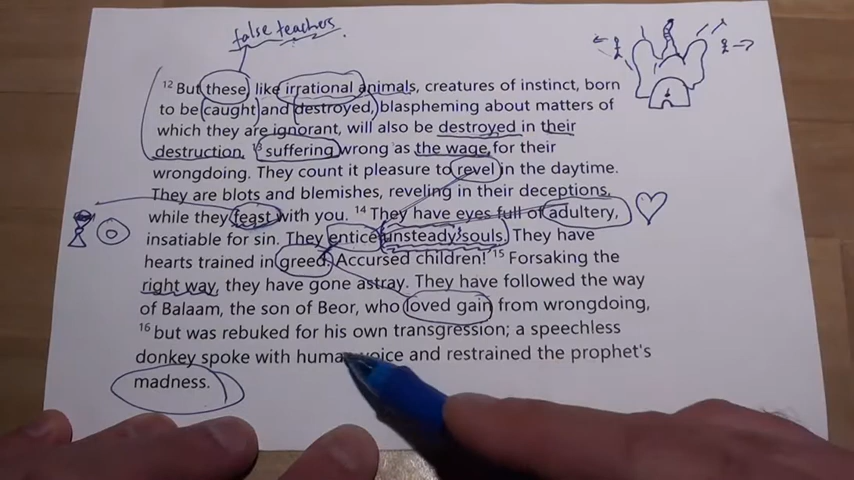 false teachers.
12 But these, like irrational animals, creatures of instinct, born
to be caught and destroyed, blaspheming about matters of
which they are ignorant, will also be destroyed in their
destruction, 13 suffering wrong as the wage for their
wrongdoing. They count it pleasure to revel in the daytime.
They are blots and blemishes, reveling in their deceptions,
while they feast with you. 14 They have eyes full of adultery,
insatiable for sin. They entice unsteady souls. They have
hearts trained in greed. Accursed children! 15 Forsaking the
right way, they have gone astray. They have followed the way
of Balaam, the son of Beor, who loved gain from wrongdoing,
16 but was rebuked for his own transgression; a speechless
donkey spoke with human voice and restrained the prophet's
madness.